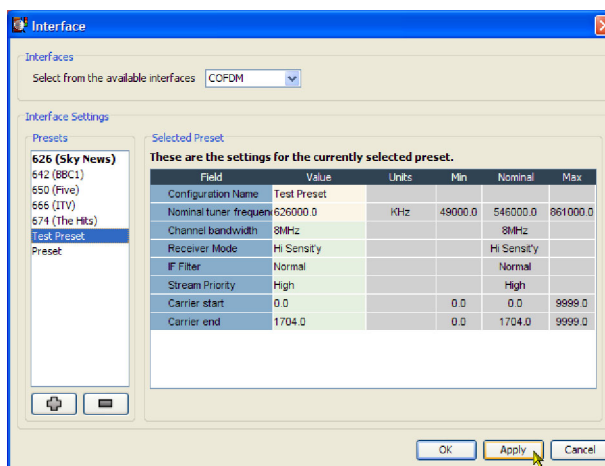 Interface
Interfaces
Select from the available interfaces COFDM
Interface Settings
Presets
626 (Sky News)
642 (BBC1)
650 (Five)
666 (ITV)
674 (The Hits)
Test Preset
Preset
Selected Preset
These are the settings for the currently selected preset.
Field Value Units Min Nominal Max
Configuration Name Test Preset
Nominal tuner frequen 626000.0 KHz 49000.0 546000.0 861000.0
Channel bandwidth 8MHz 8MHz
Receiver Mode Hi Sensit'y Hi Sensit'y
IF Filter Normal Normal
Stream Priority High High
Carrier start 0.0 0.0 0.0 9999.0
Carrier end 1704.0 0.0 1704.0 9999.0
OK Apply Cancel